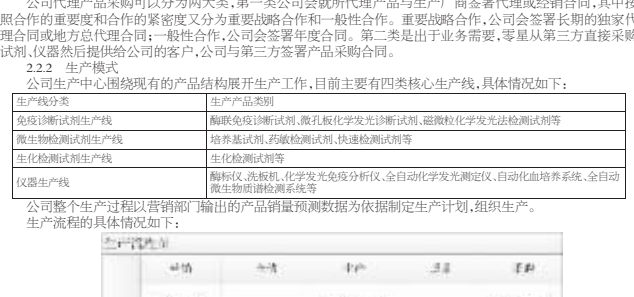 公司代理产品采购可以分为两大类,第一类公司会就所代理产品与生产厂商签署代理或经销合同,其中按
照合作的重要度和合作的紧密度又分为重要战略合作和一般性合作。重要战略合作,公司会签署长期的独家代
理合同或地方总代理合同;一般性合作,公司会签署年度合同。第二类是出于业务需要,零星从第三方直接采购
试剂、仪器然后提供给公司的客户,公司与第三方签署产品采购合同。
2.2.2 生产模式
公司生产中心围绕现有的产品结构展开生产工作,目前主要有四类核心生产线,具体情况如下:
生产线分类 生产产品类别
免疫诊断试剂生产线 酶联免疫诊断试剂、微孔板化学发光诊断试剂、磁微粒化学发光法检测试剂等
微生物检测试剂生产线 培养基试剂、药敏检测试剂、快速检测试剂等
生化检测试剂生产线 生化检测试剂等
仪器生产线 酶标仪、洗板机、化学发光免疫分析仪、全自动化学发光测定仪、自动化血培养系统、全自动
微生物质谱检测系统等
公司整个生产过程以营销部门输出的产品销量预测数据为依据制定生产计划,组织生产。
生产流程的具体情况如下: